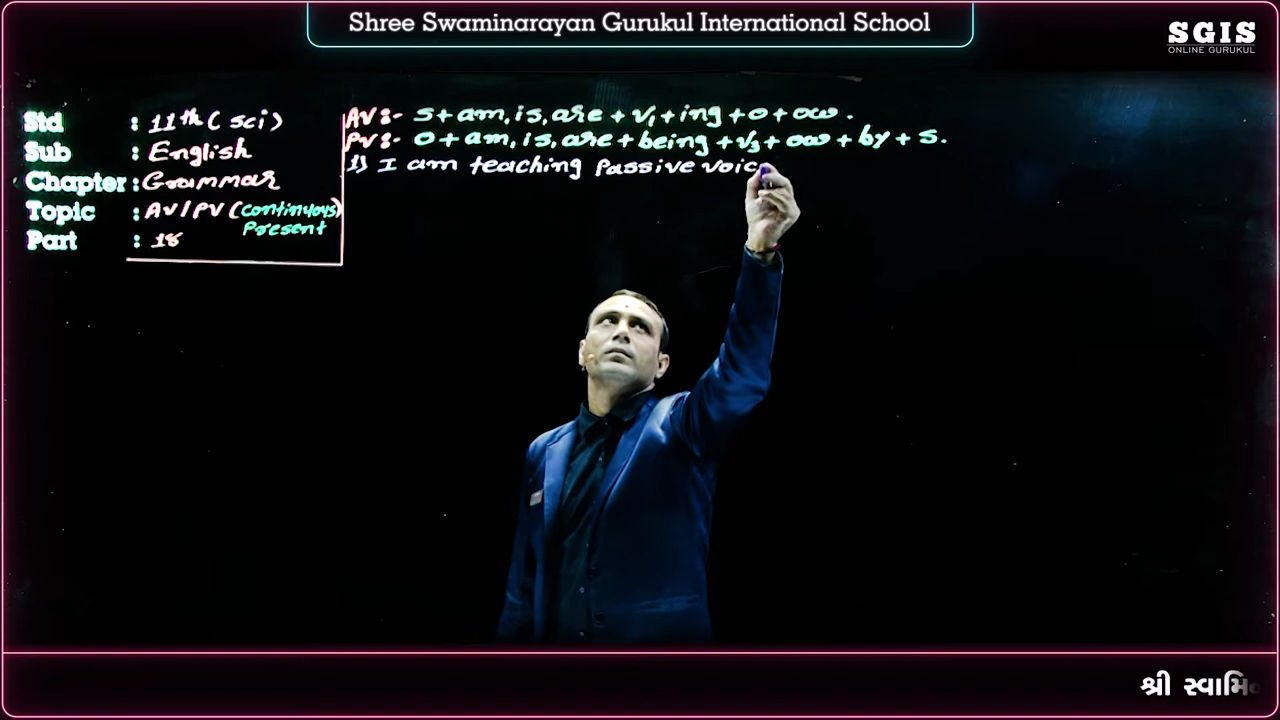 Shree Swaminarayan Gurukul International School
SGIS
ONLINE GURUKUL
Std : 11th (sci)
Sub : English
Chapter : Grammar
Topic : AV/PV (continuous) Present
Part : 18
AV:- S + am, is, are + V1 + ing + o + ow.
PV:- O + am, is, are + being + V3 + ow + by + S.
1) I am teaching Passive voic
શ્રી સ્વામિ